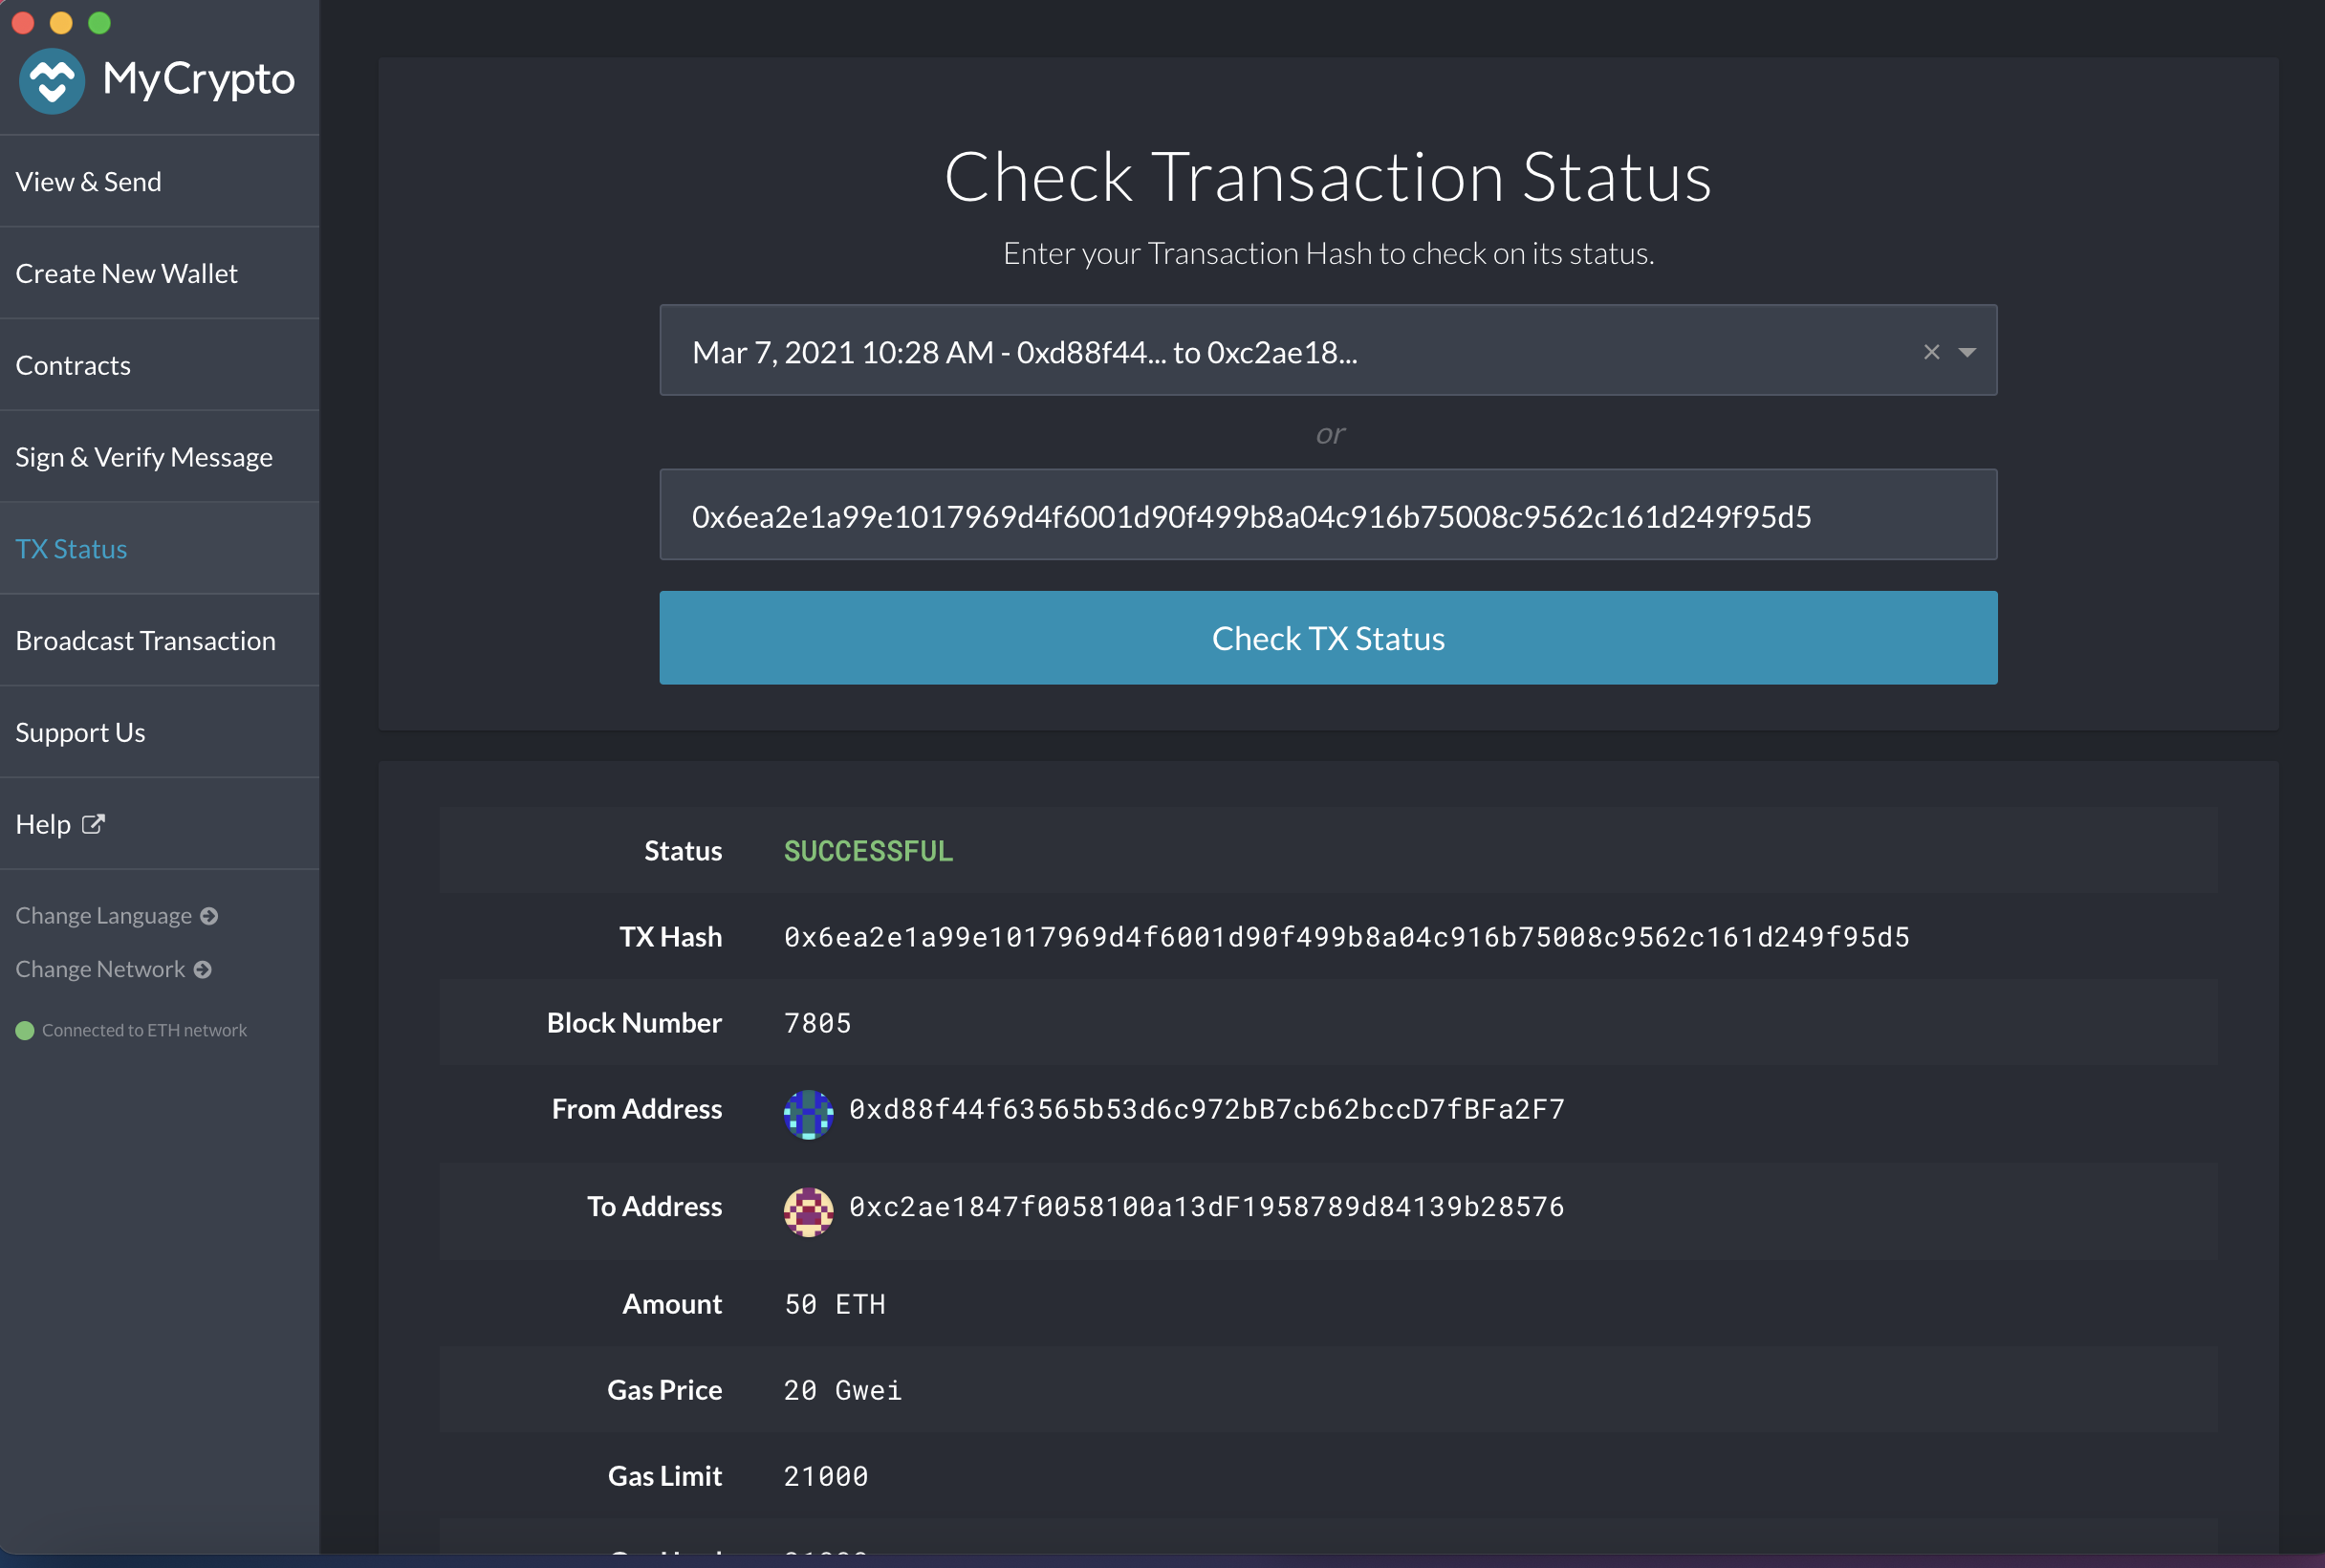 MyCrypto
View & Send
Create New Wallet
Contracts
Sign & Verify Message
TX Status
Broadcast Transaction
Support Us
Help
Change Language
Change Network
Connected to ETH network
Check Transaction Status
Enter your Transaction Hash to check on its status.
Mar 7, 2021 10:28 AM - 0xd88f44... to 0xc2ae18...
or
0x6ea2e1a99e1017969d4f6001d90f499b8a04c916b75008c9562c161d249f95d5
Check TX Status
Status SUCCESSFUL
TX Hash 0x6ea2e1a99e1017969d4f6001d90f499b8a04c916b75008c9562c161d249f95d5
Block Number 7805
From Address 0xd88f44f63565b53d6c972bB7cb62bccD7fBFa2F7
To Address 0xc2ae1847f0058100a13dF1958789d84139b28576
Amount 50 ETH
Gas Price 20 Gwei
Gas Limit 21000